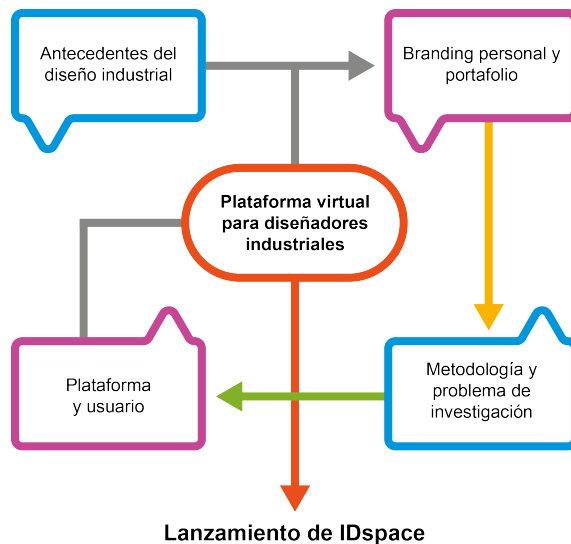 Antecedentes del
diseño industrial
Branding personal y
portafolio
Plataforma virtual
para diseñadores
industriales
Plataforma
y usuario
Metodología y
problema de
investigación
Lanzamiento de IDspace